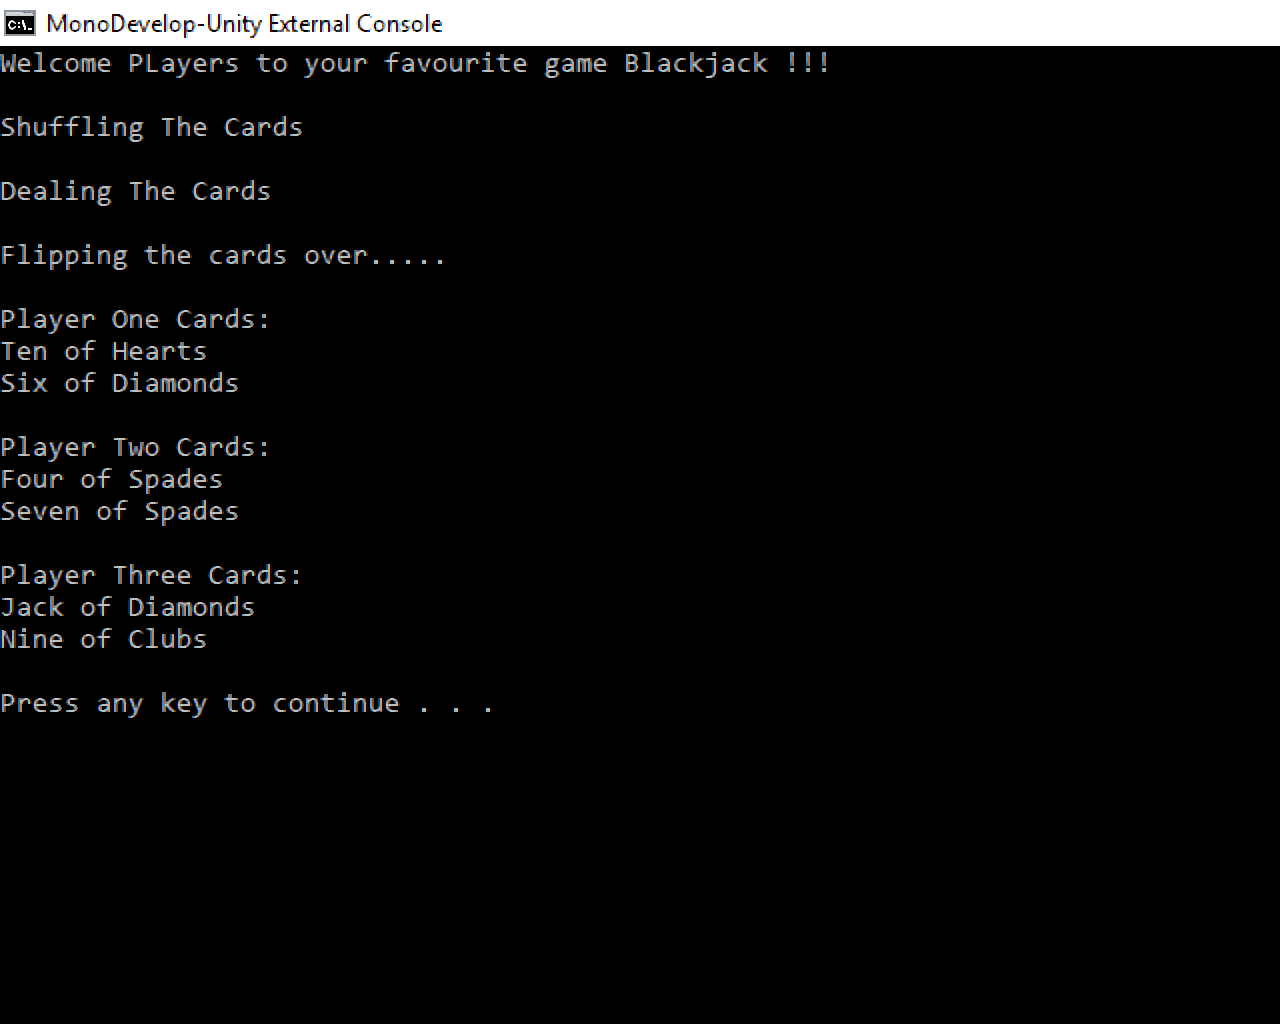 MonoDevelop-Unity External Console
Welcome PLayers to your favourite game Blackjack !!!
Shuffling The Cards
Dealing The Cards
Flipping the cards over.....
Player One Cards:
Ten of Hearts
Six of Diamonds
Player Two Cards:
Four of Spades
Seven of Spades
Player Three Cards:
Jack of Diamonds
Nine of Clubs
Press any key to continue . . .